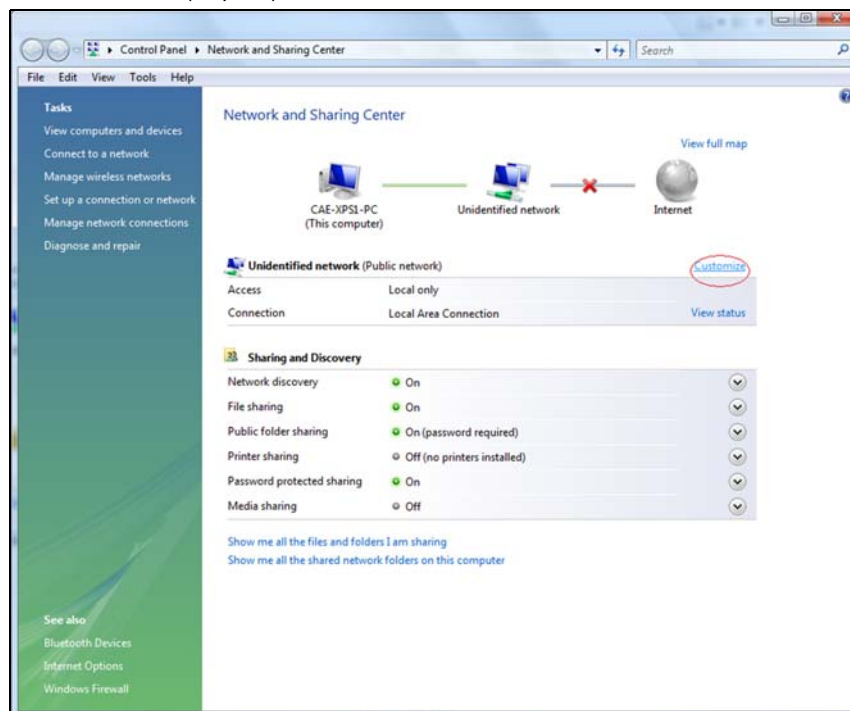 Control Panel ▸ Network and Sharing Center
Search
File Edit View Tools Help
Tasks
View computers and devices
Connect to a network
Manage wireless networks
Set up a connection or network
Manage network connections
Diagnose and repair
See also
Bluetooth Devices
Internet Options
Windows Firewall
Network and Sharing Center
View full map
CAE-XPS1-PC
(This computer)
Unidentified network
Internet
Unidentified network (Public network) Customize
Access Local only
Connection Local Area Connection View status
Sharing and Discovery
Network discovery On
File sharing On
Public folder sharing On (password required)
Printer sharing Off (no printers installed)
Password protected sharing On
Media sharing Off
Show me all the files and folders I am sharing
Show me all the shared network folders on this computer